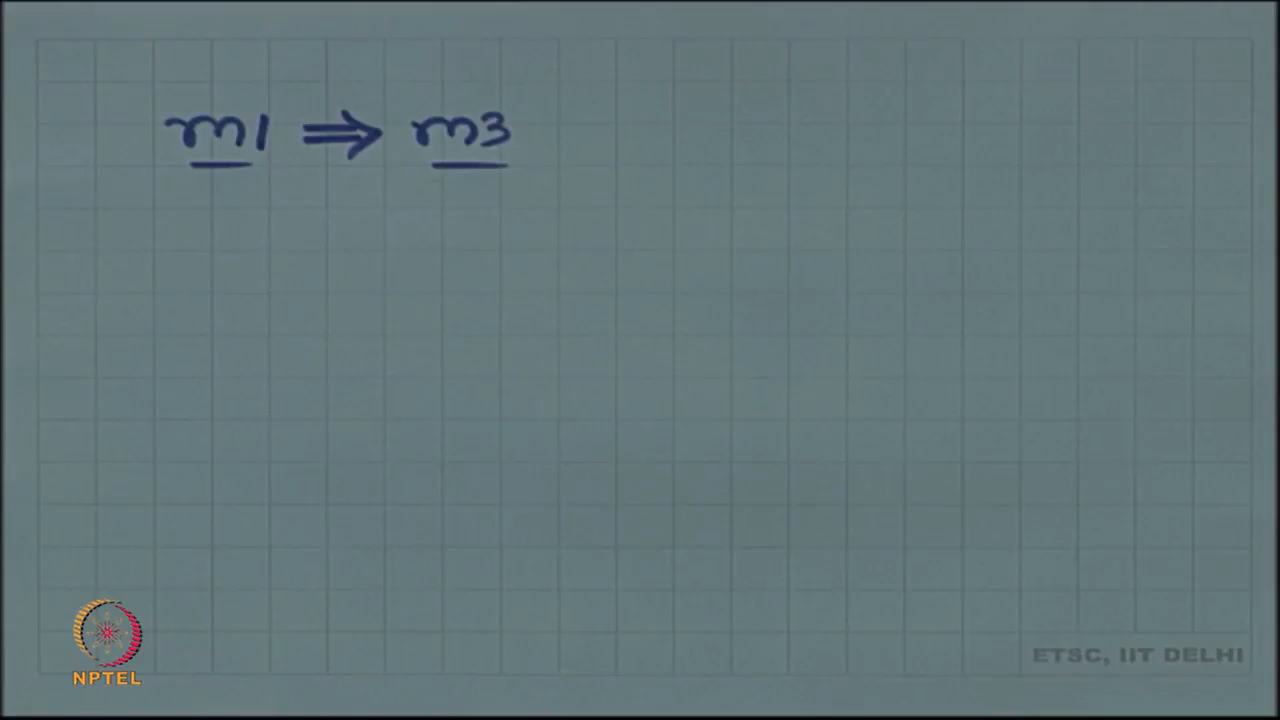 m1 ⇒ m3
NPTEL
ETSC, IIT DELHI